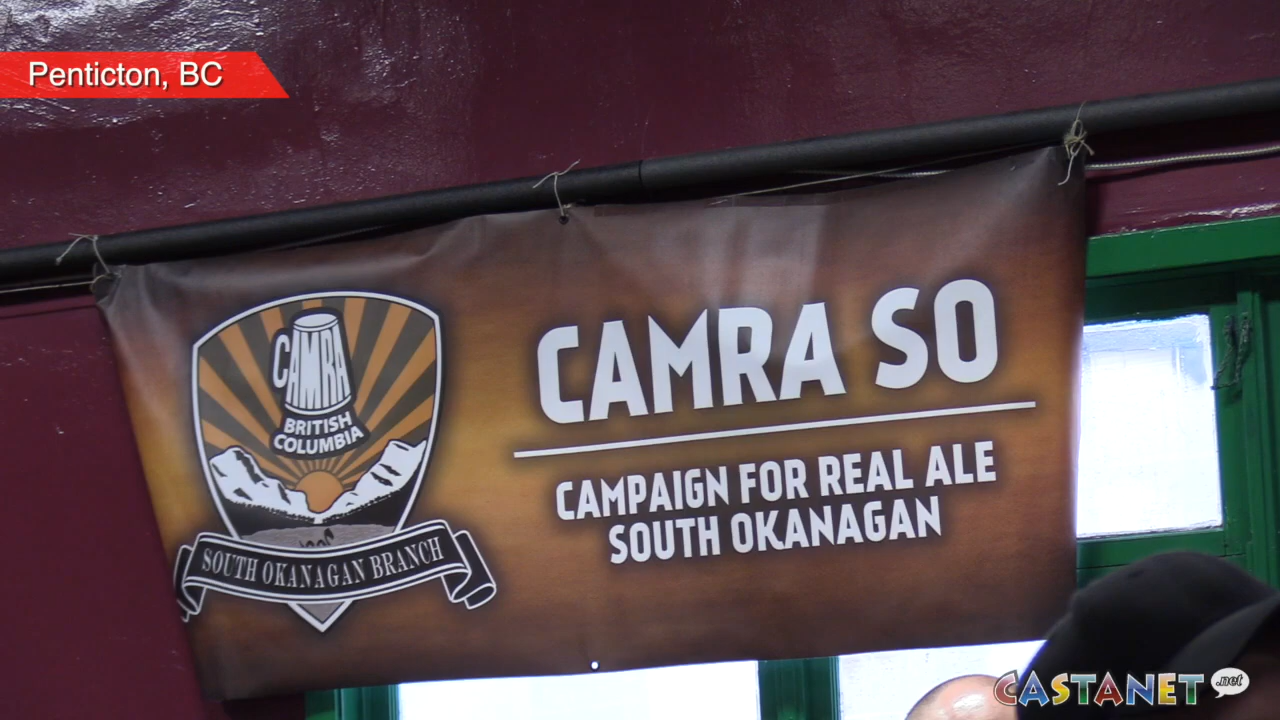 Penticton, BC
CAMRA
BRITISH
COLUMBIA
SOUTH OKANAGAN BRANCH
CAMRA SO
CAMPAIGN FOR REAL ALE
SOUTH OKANAGAN
CASTANET .net